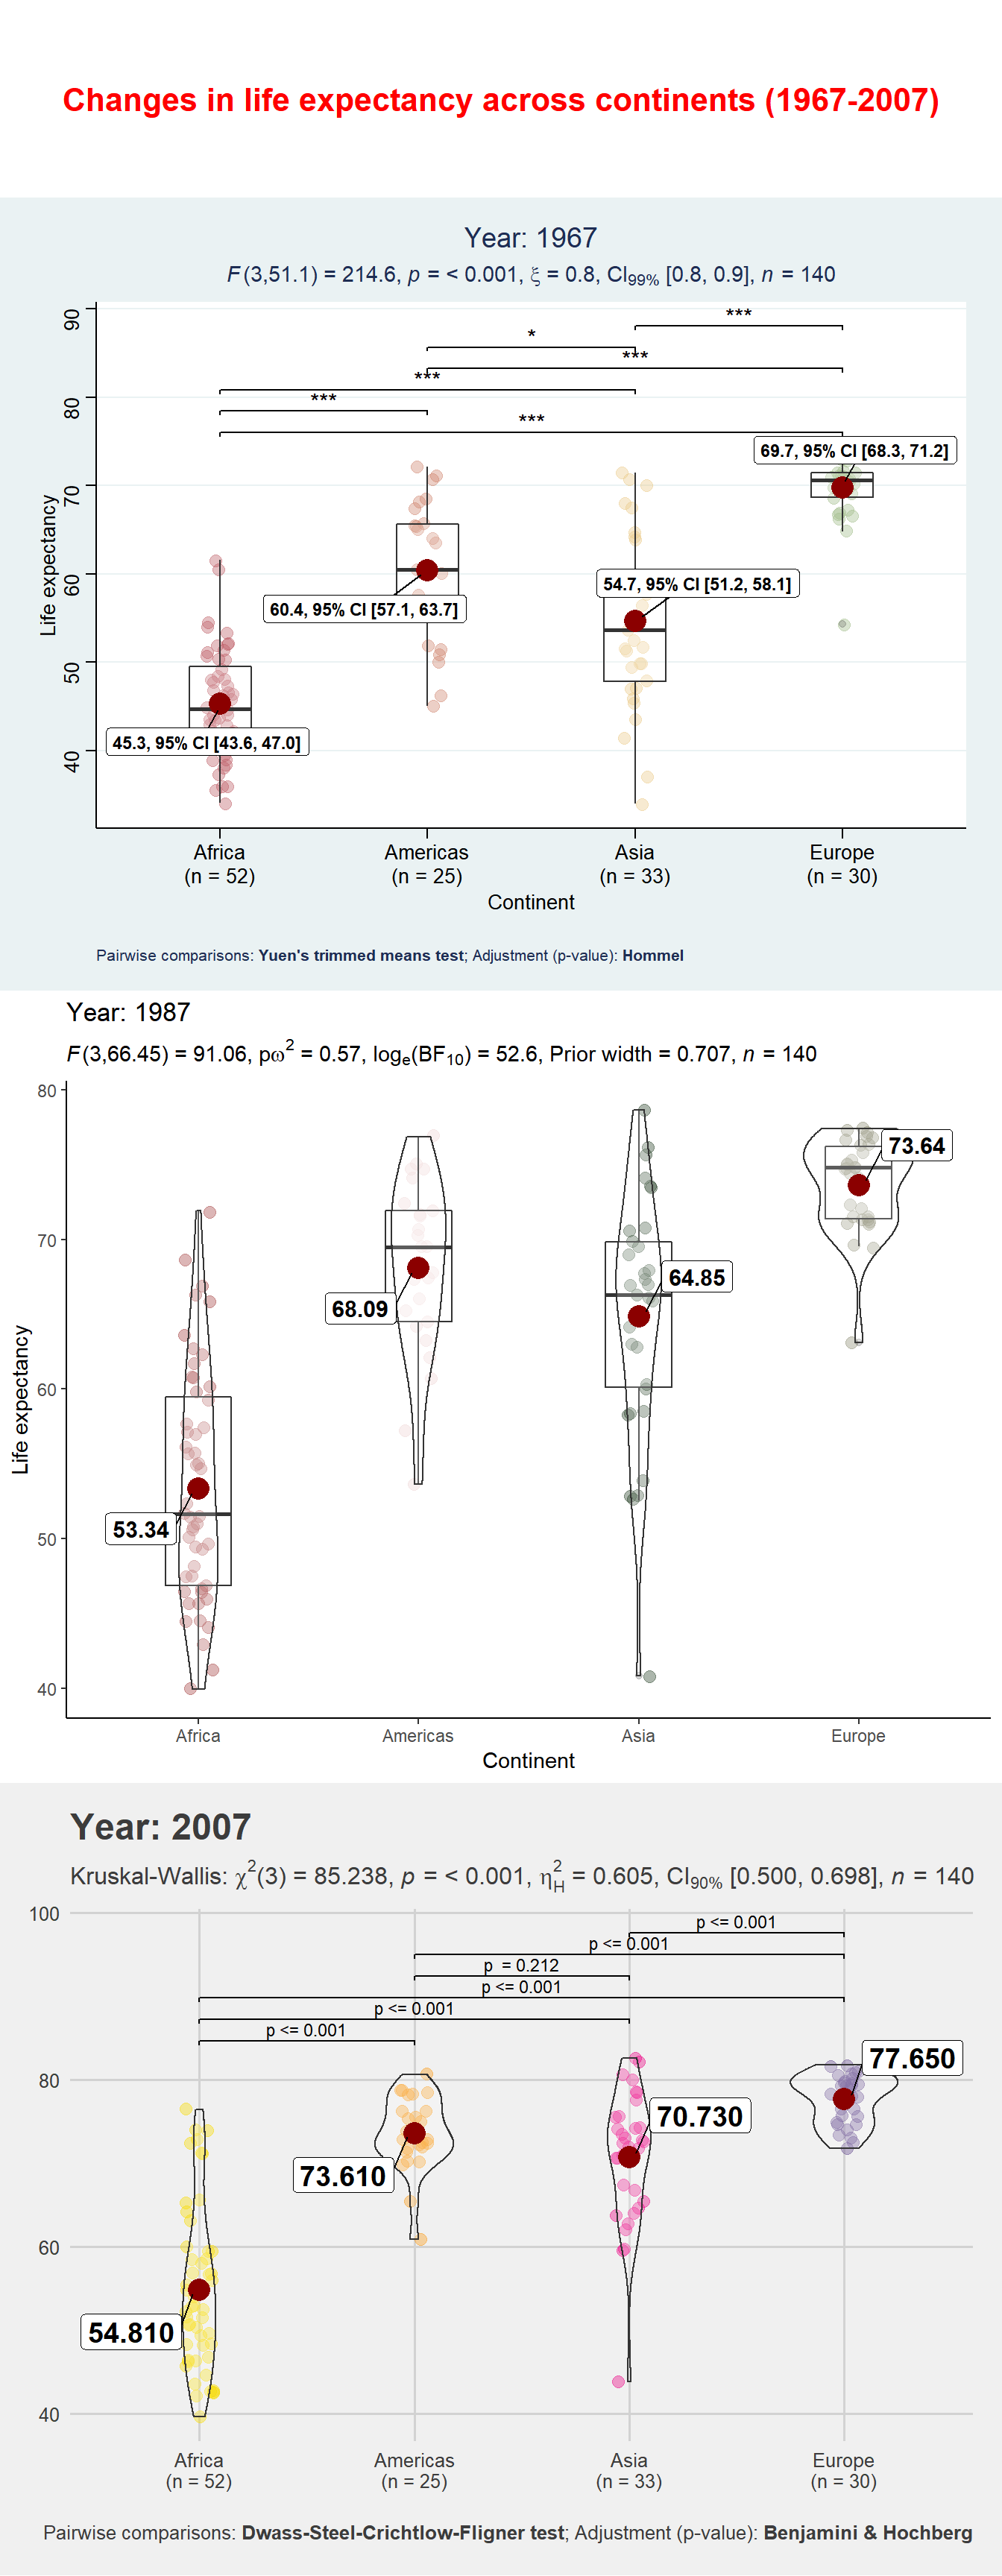 Changes in life expectancy across continents (1967-2007)
Year: 1967
F(3,51.1) = 214.6, p = < 0.001, ξ = 0.8, CI99% [0.8, 0.9], n = 140
90
80
70
60
50
40
Life expectancy
***
*
***
***
***
***
69.7, 95% CI [68.3, 71.2]
54.7, 95% CI [51.2, 58.1]
60.4, 95% CI [57.1, 63.7]
45.3, 95% CI [43.6, 47.0]
Africa Americas Asia Europe
(n = 52) (n = 25) (n = 33) (n = 30)
Continent
Pairwise comparisons: Yuen's trimmed means test; Adjustment (p-value): Hommel
Year: 1987
F(3,66.45) = 91.06, pω² = 0.57, loge(BF10) = 52.6, Prior width = 0.707, n = 140
80
70
60
50
40
Life expectancy
73.64
64.85
68.09
53.34
Africa Americas Asia Europe
Continent
Year: 2007
Kruskal-Wallis: χ²(3) = 85.238, p = < 0.001, η²H = 0.605, CI90% [0.500, 0.698], n = 140
100
80
60
40
p <= 0.001
p <= 0.001
p = 0.212
p <= 0.001
p <= 0.001
p <= 0.001
77.650
70.730
73.610
54.810
Africa Americas Asia Europe
(n = 52) (n = 25) (n = 33) (n = 30)
Pairwise comparisons: Dwass-Steel-Crichtlow-Fligner test; Adjustment (p-value): Benjamini & Hochberg